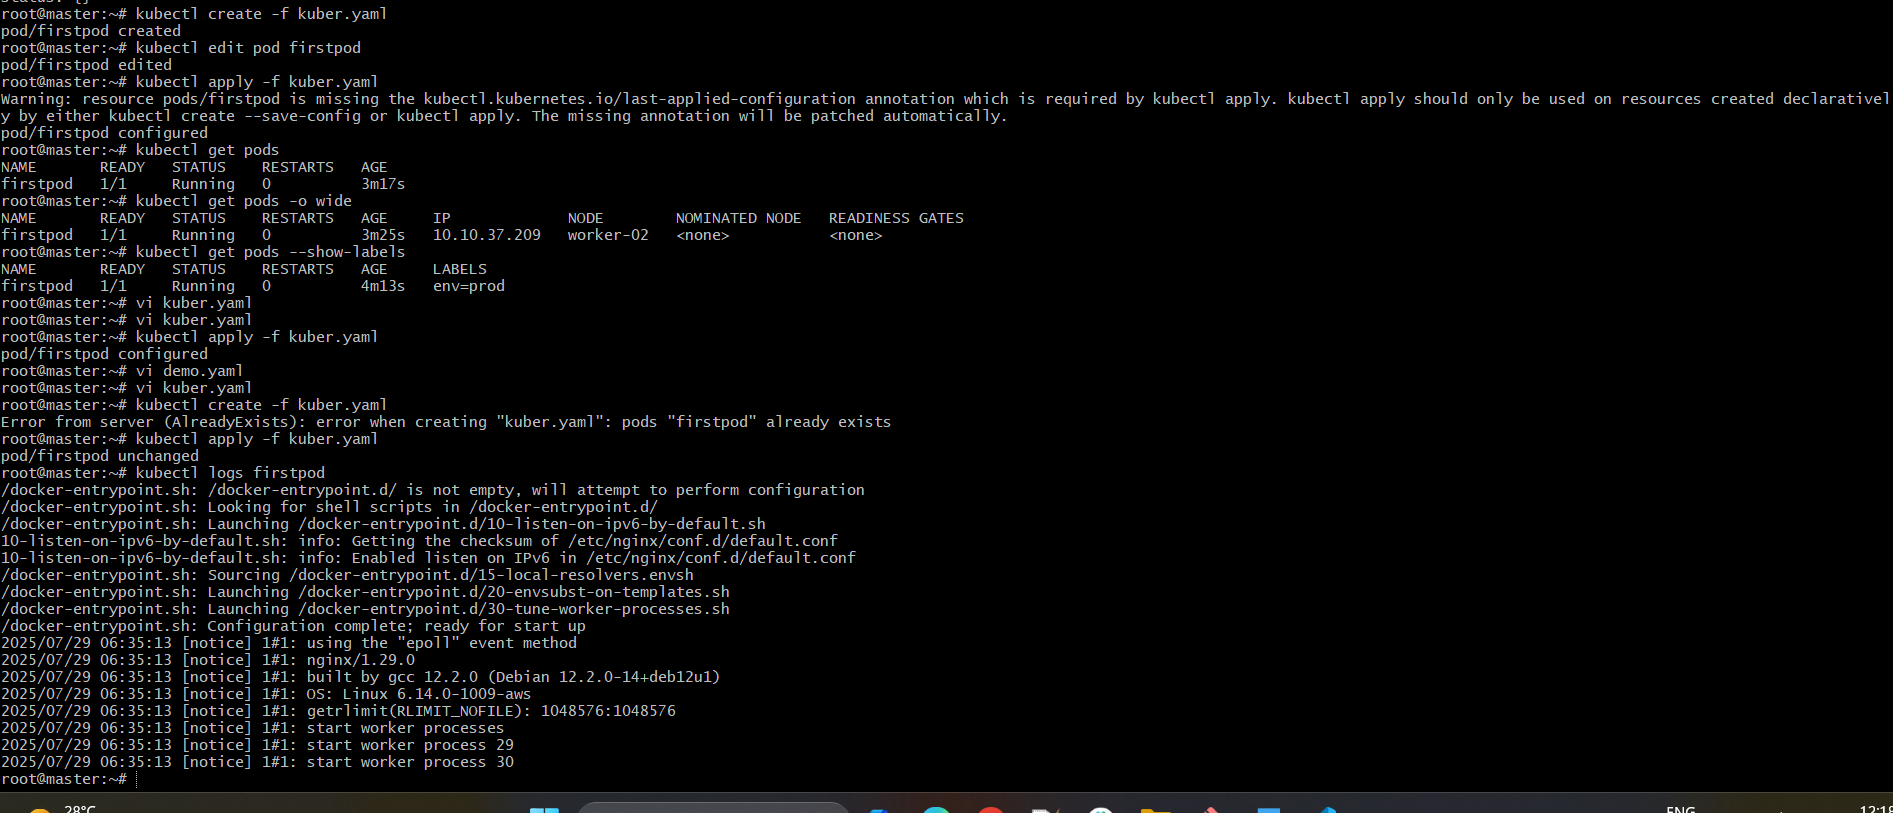 root@master:~# kubectl create -f kuber.yaml
pod/firstpod created
root@master:~# kubectl edit pod firstpod
pod/firstpod edited
root@master:~# kubectl apply -f kuber.yaml
Warning: resource pods/firstpod is missing the kubectl.kubernetes.io/last-applied-configuration annotation which is required by kubectl apply. kubectl apply should only be used on resources created declarativel
y by either kubectl create --save-config or kubectl apply. The missing annotation will be patched automatically.
pod/firstpod configured
root@master:~# kubectl get pods
NAME       READY   STATUS    RESTARTS   AGE
firstpod   1/1     Running   0          3m17s
root@master:~# kubectl get pods -o wide
NAME       READY   STATUS    RESTARTS   AGE     IP             NODE        NOMINATED NODE   READINESS GATES
firstpod   1/1     Running   0          3m25s   10.10.37.209   worker-02   <none>           <none>
root@master:~# kubectl get pods --show-labels
NAME       READY   STATUS    RESTARTS   AGE     LABELS
firstpod   1/1     Running   0          4m13s   env=prod
root@master:~# vi kuber.yaml
root@master:~# vi kuber.yaml
root@master:~# kubectl apply -f kuber.yaml
pod/firstpod configured
root@master:~# vi demo.yaml
root@master:~# vi kuber.yaml
root@master:~# kubectl create -f kuber.yaml
Error from server (AlreadyExists): error when creating "kuber.yaml": pods "firstpod" already exists
root@master:~# kubectl apply -f kuber.yaml
pod/firstpod unchanged
root@master:~# kubectl logs firstpod
/docker-entrypoint.sh: /docker-entrypoint.d/ is not empty, will attempt to perform configuration
/docker-entrypoint.sh: Looking for shell scripts in /docker-entrypoint.d/
/docker-entrypoint.sh: Launching /docker-entrypoint.d/10-listen-on-ipv6-by-default.sh
10-listen-on-ipv6-by-default.sh: info: Getting the checksum of /etc/nginx/conf.d/default.conf
10-listen-on-ipv6-by-default.sh: info: Enabled listen on IPv6 in /etc/nginx/conf.d/default.conf
/docker-entrypoint.sh: Sourcing /docker-entrypoint.d/15-local-resolvers.envsh
/docker-entrypoint.sh: Launching /docker-entrypoint.d/20-envsubst-on-templates.sh
/docker-entrypoint.sh: Launching /docker-entrypoint.d/30-tune-worker-processes.sh
/docker-entrypoint.sh: Configuration complete; ready for start up
2025/07/29 06:35:13 [notice] 1#1: using the "epoll" event method
2025/07/29 06:35:13 [notice] 1#1: nginx/1.29.0
2025/07/29 06:35:13 [notice] 1#1: built by gcc 12.2.0 (Debian 12.2.0-14+deb12u1)
2025/07/29 06:35:13 [notice] 1#1: OS: Linux 6.14.0-1009-aws
2025/07/29 06:35:13 [notice] 1#1: getrlimit(RLIMIT_NOFILE): 1048576:1048576
2025/07/29 06:35:13 [notice] 1#1: start worker processes
2025/07/29 06:35:13 [notice] 1#1: start worker process 29
2025/07/29 06:35:13 [notice] 1#1: start worker process 30
root@master:~#
28°C
ENG